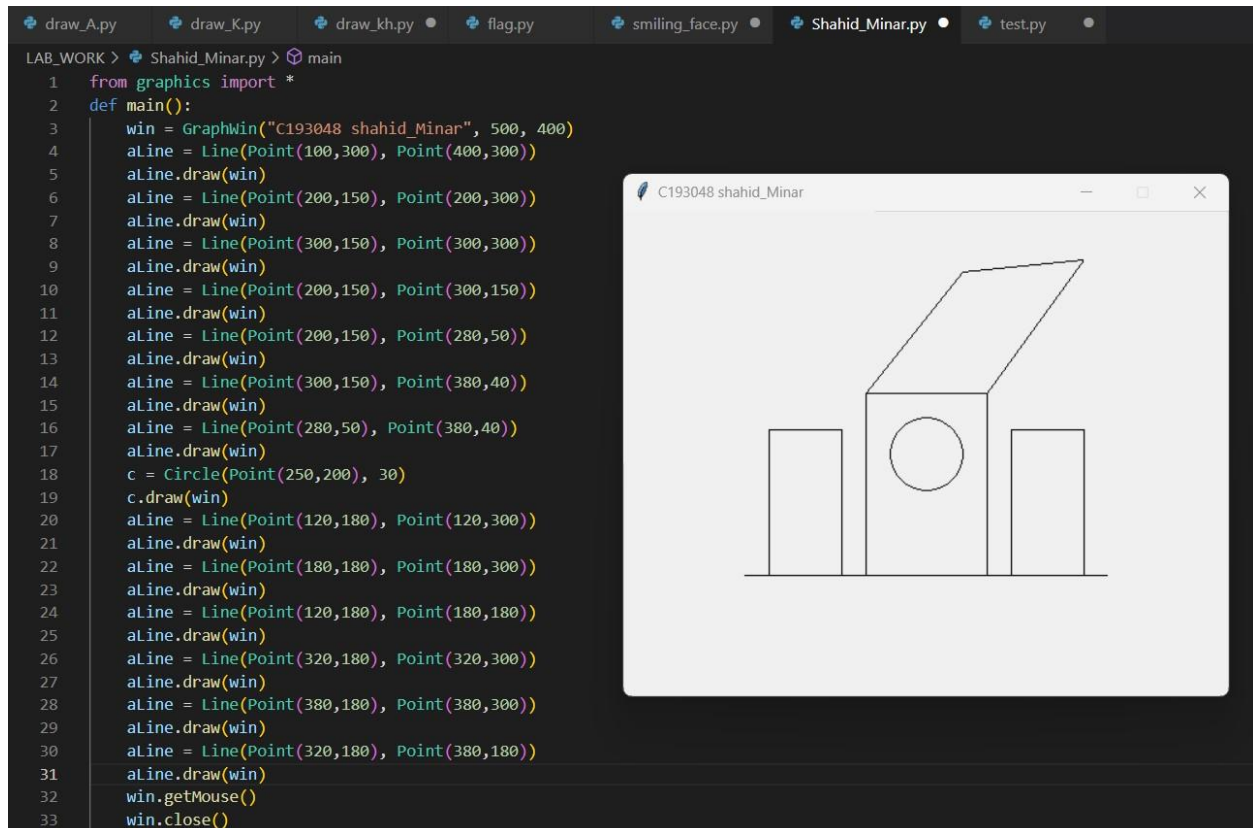 draw_A.py draw_K.py draw_kh.py flag.py smiling_face.py Shahid_Minar.py test.py
LAB_WORK > Shahid_Minar.py > main
1 from graphics import *
2 def main():
3     win = GraphWin("C193048 shahid_Minar", 500, 400)
4     aLine = Line(Point(100,300), Point(400,300))
5     aLine.draw(win)
6     aLine = Line(Point(200,150), Point(200,300))
7     aLine.draw(win)
8     aLine = Line(Point(300,150), Point(300,300))
9     aLine.draw(win)
10     aLine = Line(Point(200,150), Point(300,150))
11     aLine.draw(win)
12     aLine = Line(Point(200,150), Point(280,50))
13     aLine.draw(win)
14     aLine = Line(Point(300,150), Point(380,40))
15     aLine.draw(win)
16     aLine = Line(Point(280,50), Point(380,40))
17     aLine.draw(win)
18     c = Circle(Point(250,200), 30)
19     c.draw(win)
20     aLine = Line(Point(120,180), Point(120,300))
21     aLine.draw(win)
22     aLine = Line(Point(180,180), Point(180,300))
23     aLine.draw(win)
24     aLine = Line(Point(120,180), Point(180,180))
25     aLine.draw(win)
26     aLine = Line(Point(320,180), Point(320,300))
27     aLine.draw(win)
28     aLine = Line(Point(380,180), Point(380,300))
29     aLine.draw(win)
30     aLine = Line(Point(320,180), Point(380,180))
31     aLine.draw(win)
32     win.getMouse()
33     win.close()
C193048 shahid_Minar